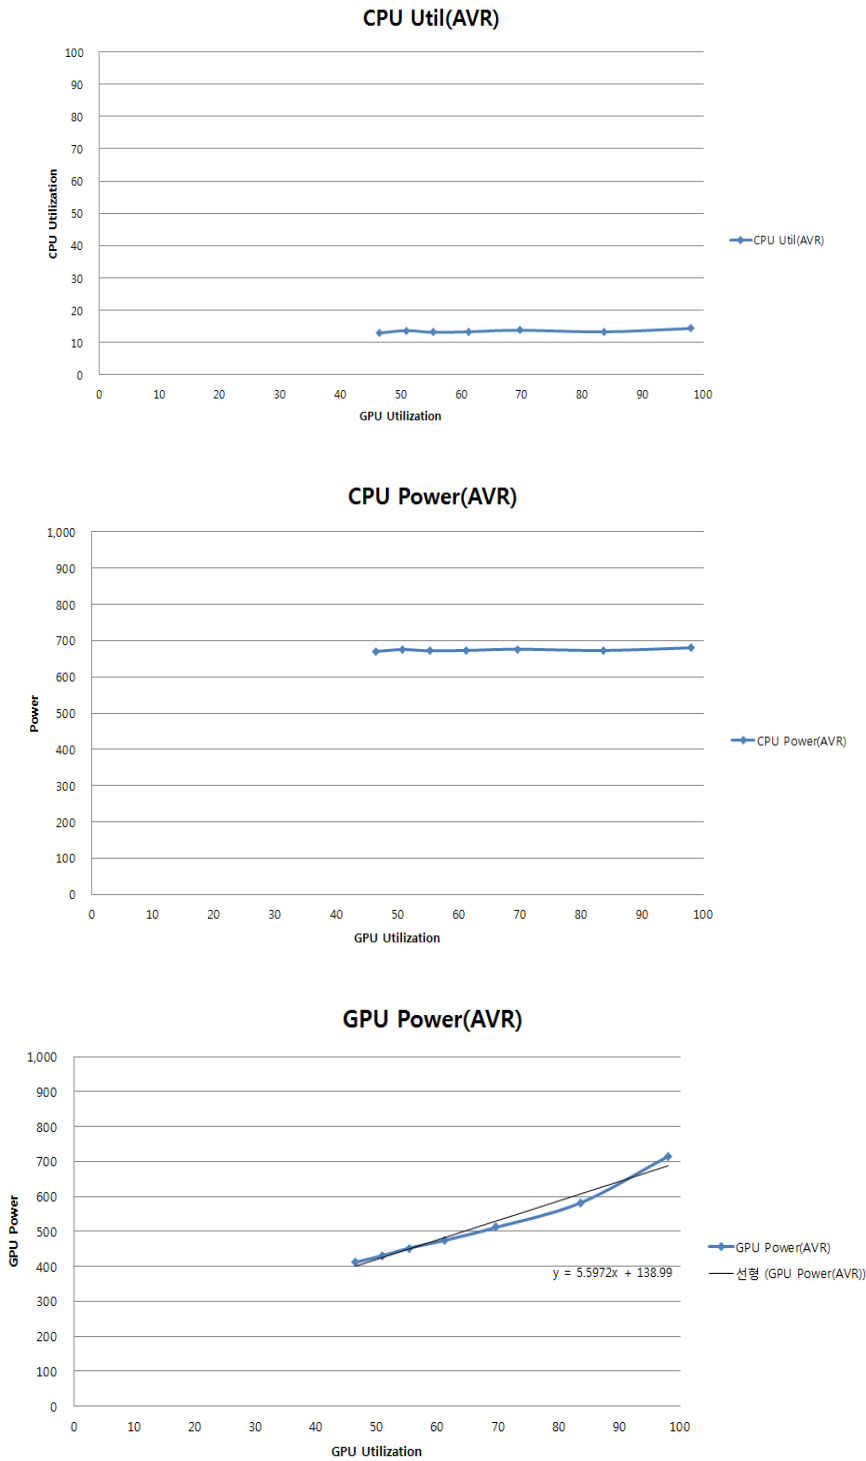 CPU Util(AVR)
100
90
80
70
60
50
40
30
20
10
0
CPU Utilization
0 10 20 30 40 50 60 70 80 90 100
GPU Utilization
CPU Util(AVR)
CPU Power(AVR)
1,000
900
800
700
600
500
400
300
200
100
0
Power
0 10 20 30 40 50 60 70 80 90 100
GPU Utilization
CPU Power(AVR)
GPU Power(AVR)
1,000
900
800
700
600
500
400
300
200
100
0
GPU Power
y = 5.5972x + 138.99
0 10 20 30 40 50 60 70 80 90 100
GPU Utilization
GPU Power(AVR)
선형 (GPU Power(AVR))